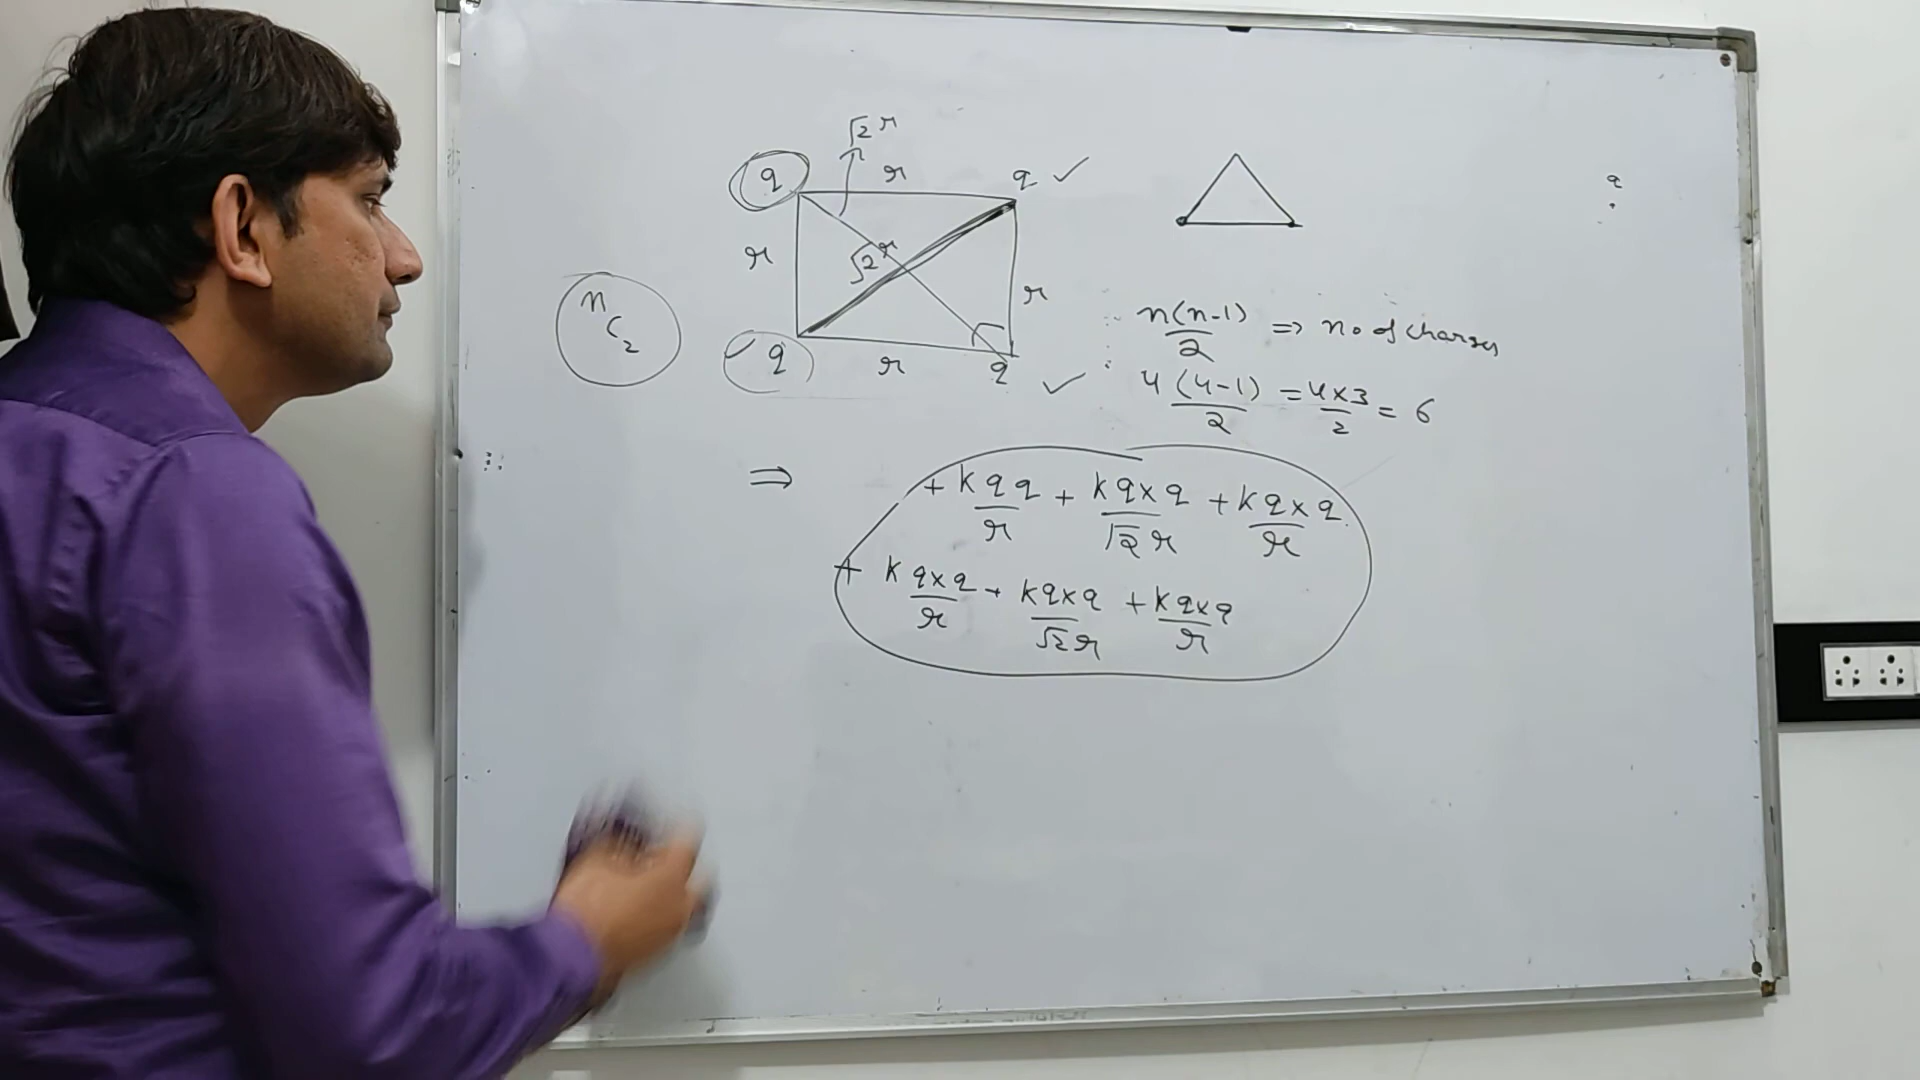 √2 r
q r q ✓
q
r √2 r r
nC2
n(n-1)/2 ⇒ no of charges
✓ q r q ✓
4(4-1)/2 = 4×3/2 = 6
⇒ + kqq/r + kq×q/√2 r + kq×q/r
+ kq×q/r + kq×q/√2 r + kq×q/r